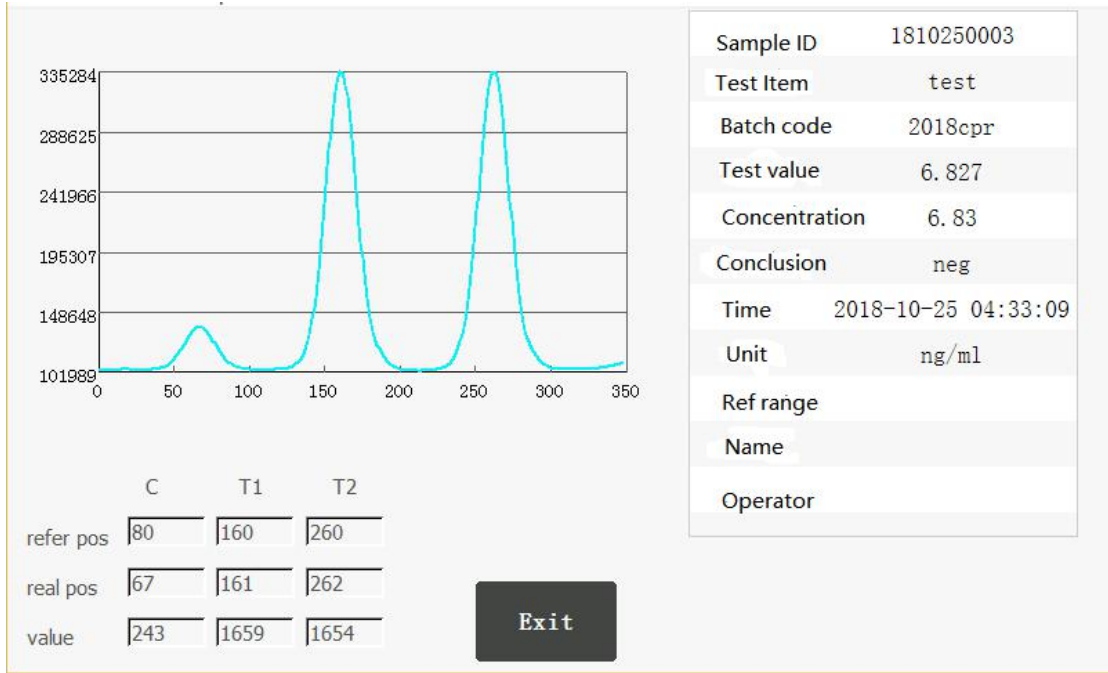 335284
288625
241966
195307
148648
101989
0 50 100 150 200 250 300 350
C T1 T2
refer pos 80 160 260
real pos 67 161 262
value 243 1659 1654
Exit
Sample ID 1810250003
Test Item test
Batch code 2018cpr
Test value 6.827
Concentration 6.83
Conclusion neg
Time 2018-10-25 04:33:09
Unit ng/ml
Ref range
Name
Operator